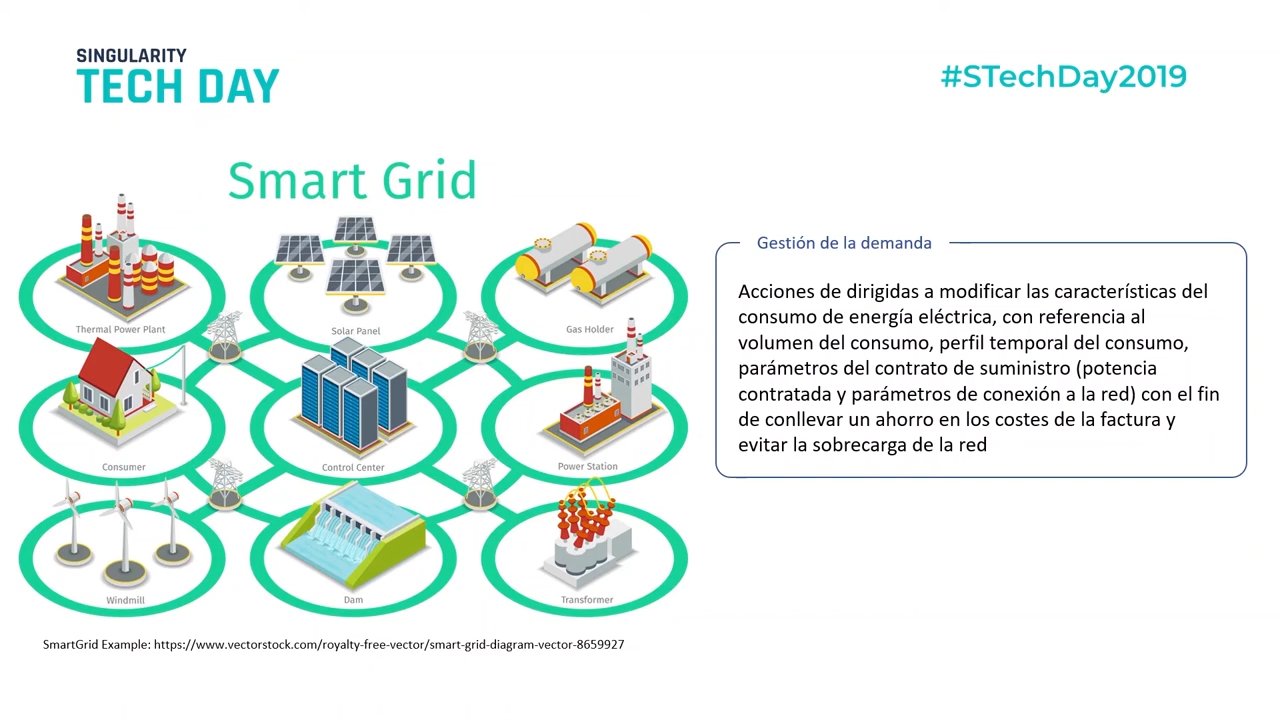 SINGULARITY
TECH DAY
#STechDay2019
Smart Grid
Thermal Power Plant
Solar Panel
Gas Holder
Consumer
Control Center
Power Station
Windmill
Dam
Transformer
SmartGrid Example: https://www.vectorstock.com/royalty-free-vector/smart-grid-diagram-vector-8659927
Gestión de la demanda
Acciones de dirigidas a modificar las características del
consumo de energía eléctrica, con referencia al
volumen del consumo, perfil temporal del consumo,
parámetros del contrato de suministro (potencia
contratada y parámetros de conexión a la red) con el fin
de conllevar un ahorro en los costes de la factura y
evitar la sobrecarga de la red